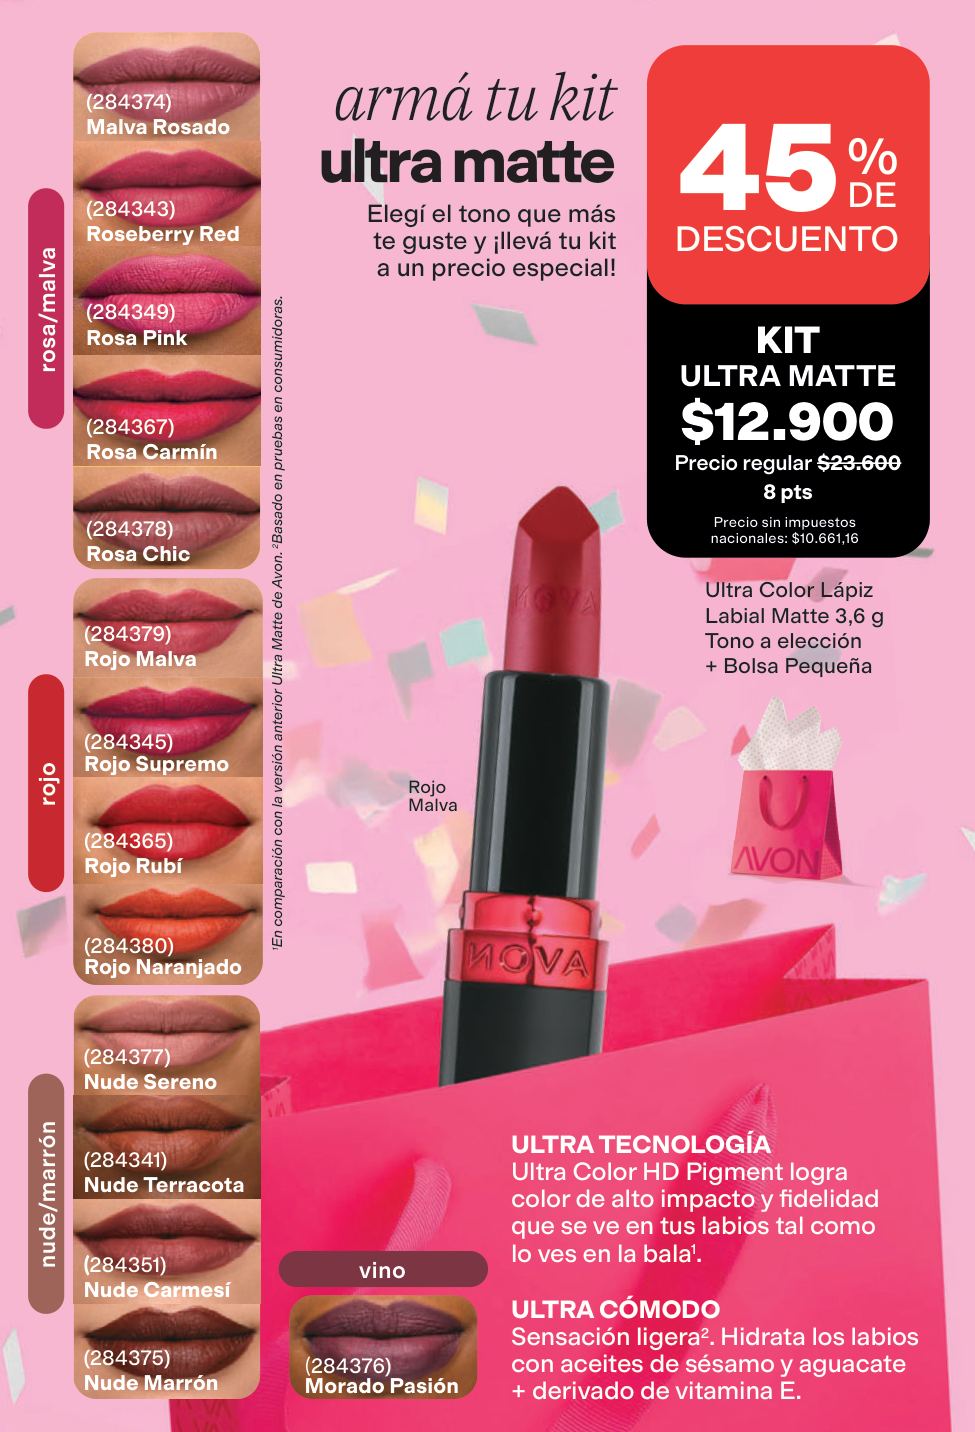 armá tu kit
ultra matte
Elegí el tono que más
te guste y ¡llevá tu kit
a un precio especial!
45%
DE
DESCUENTO
KIT
ULTRA MATTE
$12.900
Precio regular $23.600
8 pts
Precio sin impuestos
nacionales: $10.661,16
Ultra Color Lápiz
Labial Matte 3,6 g
Tono a elección
+ Bolsa Pequeña
rosa/malva
(284374)
Malva Rosado
(284343)
Roseberry Red
(284349)
Rosa Pink
(284367)
Rosa Carmín
(284378)
Rosa Chic
rojo
(284379)
Rojo Malva
(284345)
Rojo Supremo
(284365)
Rojo Rubí
(284380)
Rojo Naranjado
nude/marrón
(284377)
Nude Sereno
(284341)
Nude Terracota
(284351)
Nude Carmesí
(284375)
Nude Marrón
vino
(284376)
Morado Pasión
¹En comparación con la versión anterior Ultra Matte de Avon. ²Basado en pruebas en consumidoras.
Rojo
Malva
AVON
AVON
AVON
ULTRA TECNOLOGÍA
Ultra Color HD Pigment logra
color de alto impacto y fidelidad
que se ve en tus labios tal como
lo ves en la bala¹.
ULTRA CÓMODO
Sensación ligera². Hidrata los labios
con aceites de sésamo y aguacate
+ derivado de vitamina E.